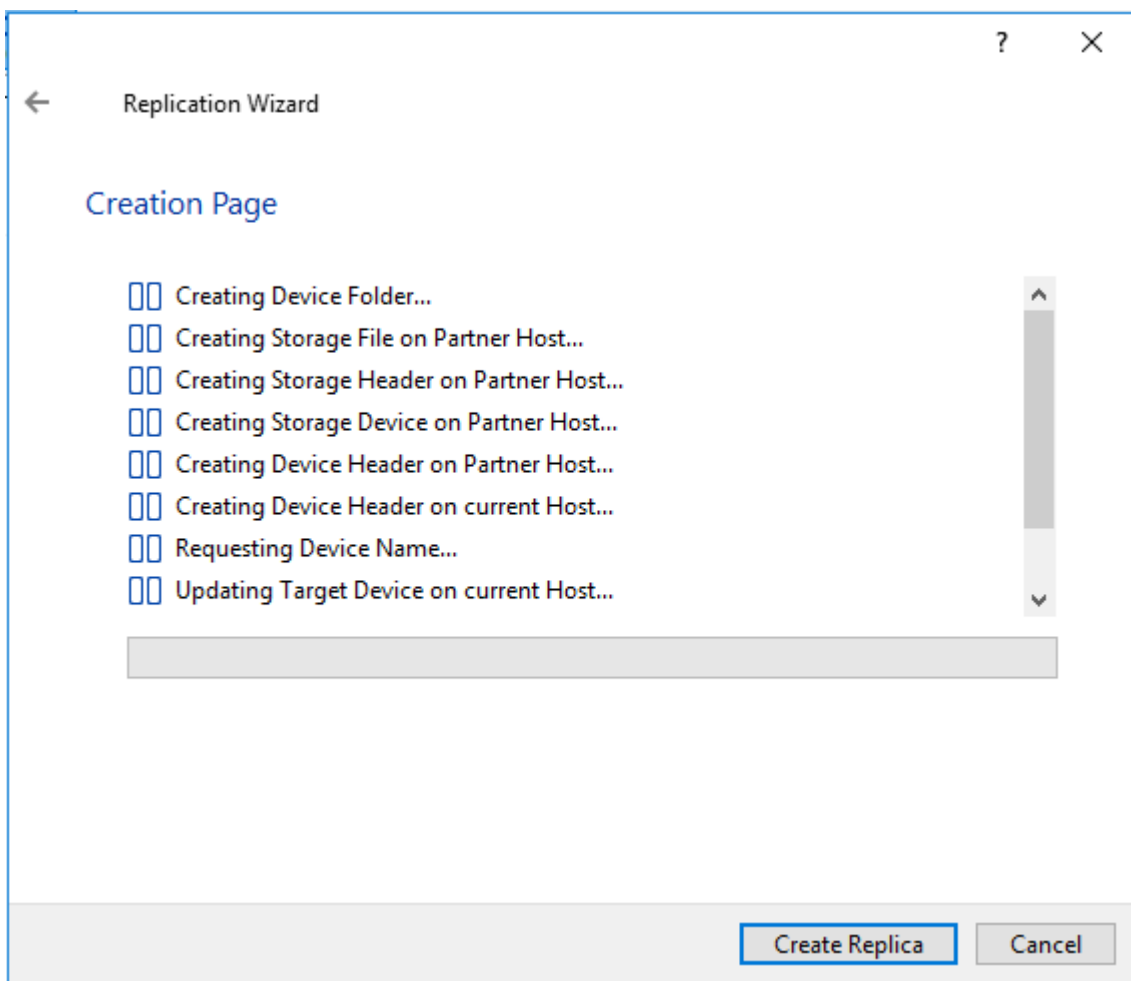 ?
Replication Wizard
Creation Page
Creating Device Folder...
Creating Storage File on Partner Host...
Creating Storage Header on Partner Host...
Creating Storage Device on Partner Host...
Creating Device Header on Partner Host...
Creating Device Header on current Host...
Requesting Device Name...
Updating Target Device on current Host...
Create Replica
Cancel